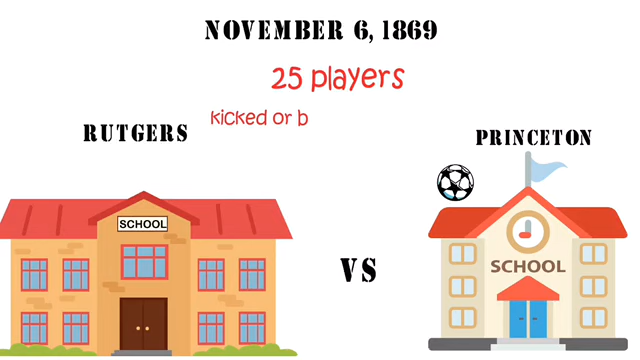 NOVEMBER 6, 1869
25 players
kicked or b
RUTGERS
PRINCETON
SCHOOL
VS
SCHOOL